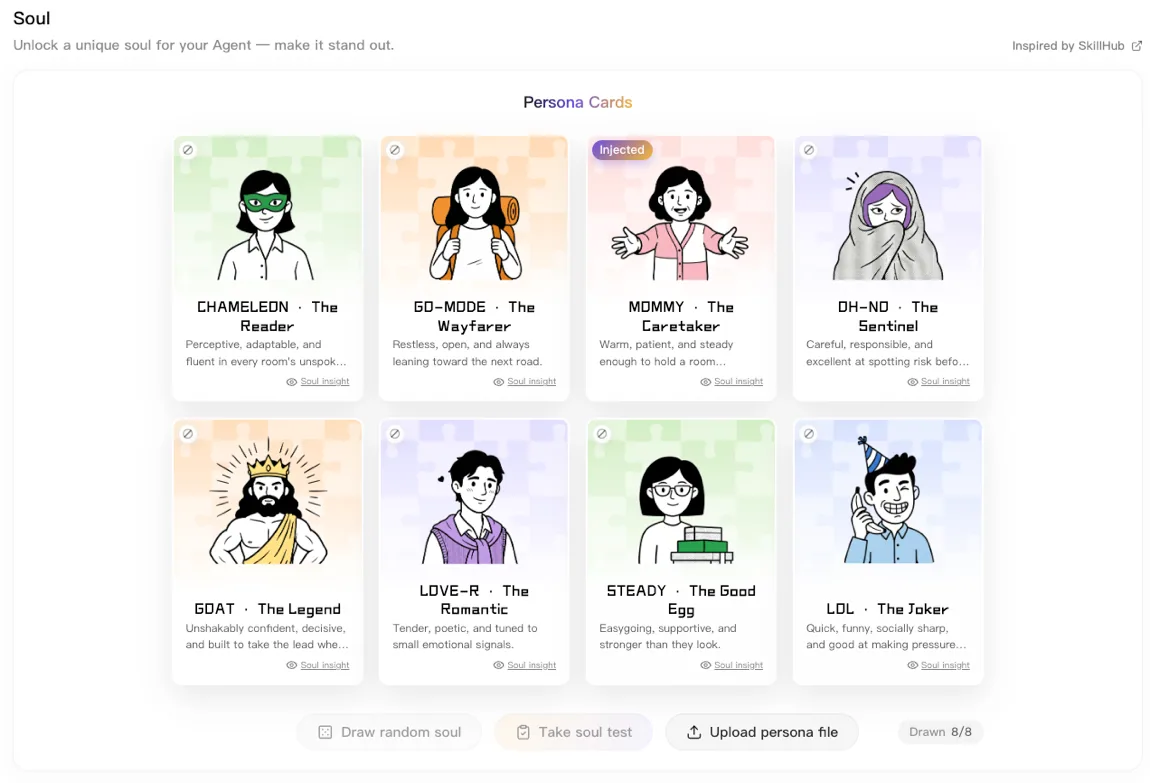 Soul
Unlock a unique soul for your Agent — make it stand out.
Inspired by SkillHub
Persona Cards
CHAMELEON · The
Reader
Perceptive, adaptable, and
fluent in every room's unspok...
Soul insight
GO-MODE · The
Wayfarer
Restless, open, and always
leaning toward the next road.
Soul insight
Injected
MOMMY · The
Caretaker
Warm, patient, and steady
enough to hold a room...
Soul insight
OH-NO · The
Sentinel
Careful, responsible, and
excellent at spotting risk befo...
Soul insight
GOAT · The Legend
Unshakably confident, decisive,
and built to take the lead whe...
Soul insight
LOVE-R · The
Romantic
Tender, poetic, and tuned to
small emotional signals.
Soul insight
STEADY · The Good
Egg
Easygoing, supportive, and
stronger than they look.
Soul insight
LOL · The Joker
Quick, funny, socially sharp,
and good at making pressure...
Soul insight
Draw random soul
Take soul test
Upload persona file
Drawn 8/8